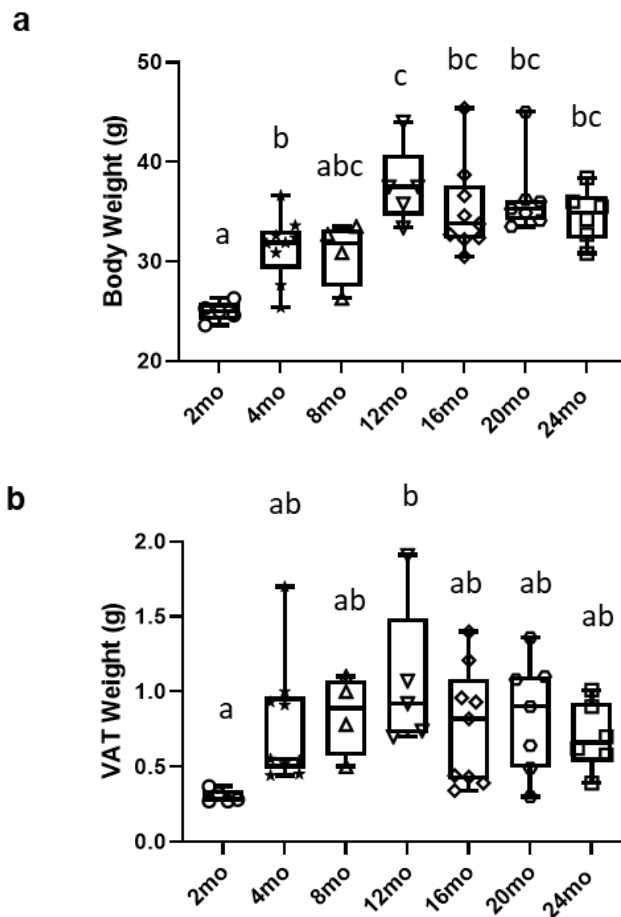 a
50
40
30
20
Body Weight (g)
a
b
abc
c
bc
bc
bc
2mo
4mo
8mo
12mo
16mo
20mo
24mo
b
2.0
1.5
1.0
0.5
0.0
VAT Weight (g)
a
ab
ab
b
ab
ab
ab
2mo
4mo
8mo
12mo
16mo
20mo
24mo